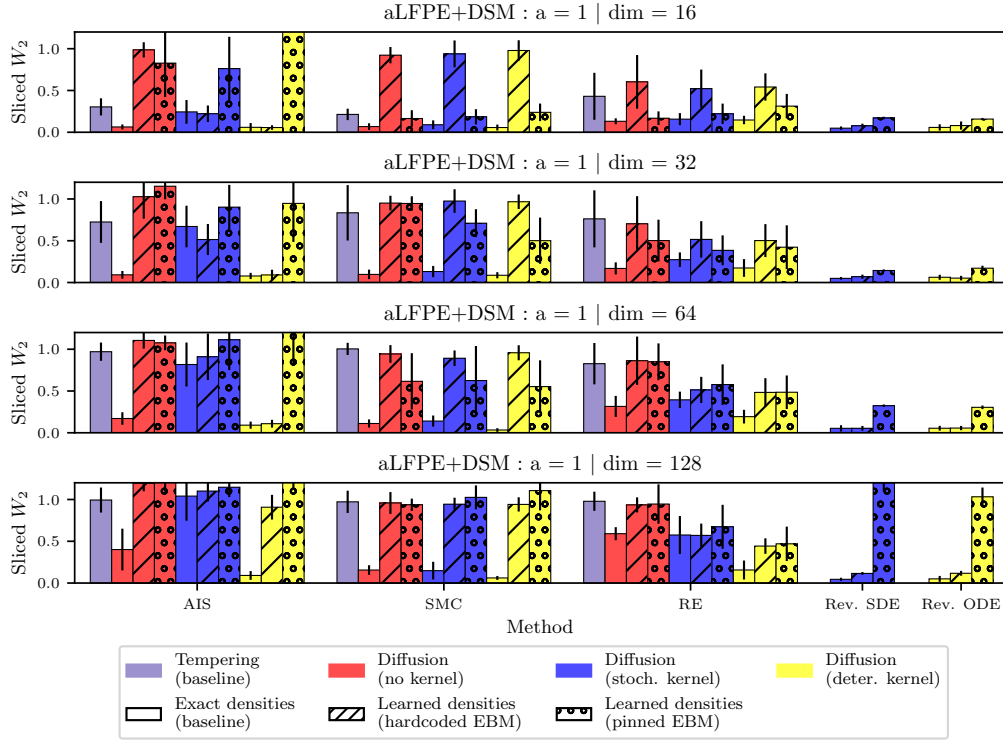 aLFPE+DSM : a = 1 | dim = 16
Sliced W₂
1.0
0.5
0.0
aLFPE+DSM : a = 1 | dim = 32
Sliced W₂
1.0
0.5
0.0
aLFPE+DSM : a = 1 | dim = 64
Sliced W₂
1.0
0.5
0.0
aLFPE+DSM : a = 1 | dim = 128
Sliced W₂
1.0
0.5
0.0
AIS SMC RE Rev. SDE Rev. ODE
Method
Tempering
(baseline)
Diffusion
(no kernel)
Diffusion
(stoch. kernel)
Diffusion
(deter. kernel)
Exact densities
(baseline)
Learned densities
(hardcoded EBM)
Learned densities
(pinned EBM)